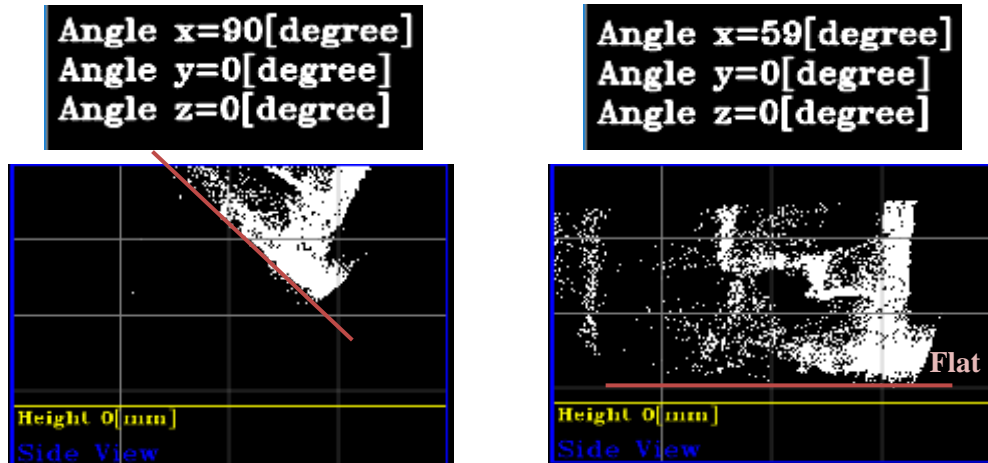 Angle x=90[degree]
Angle y=0[degree]
Angle z=0[degree]
Height 0[mm]
Side View
Angle x=59[degree]
Angle y=0[degree]
Angle z=0[degree]
Flat
Height 0[mm]
Side View